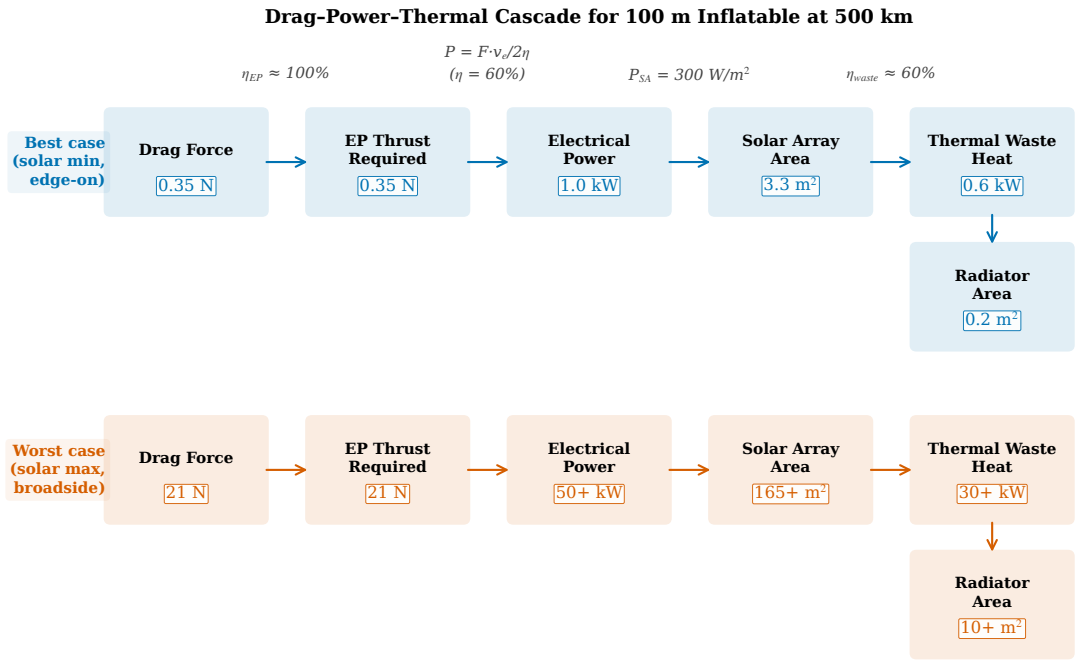 Drag–Power–Thermal Cascade for 100 m Inflatable at 500 km
P = F·vₑ/2η
η_EP ≈ 100%
(η = 60%)
P_SA = 300 W/m²
η_waste ≈ 60%
Best case
(solar min,
edge-on)
Drag Force
0.35 N
EP Thrust
Required
0.35 N
Electrical
Power
1.0 kW
Solar Array
Area
3.3 m²
Thermal Waste
Heat
0.6 kW
Radiator
Area
0.2 m²
Worst case
(solar max,
broadside)
Drag Force
21 N
EP Thrust
Required
21 N
Electrical
Power
50+ kW
Solar Array
Area
165+ m²
Thermal Waste
Heat
30+ kW
Radiator
Area
10+ m²